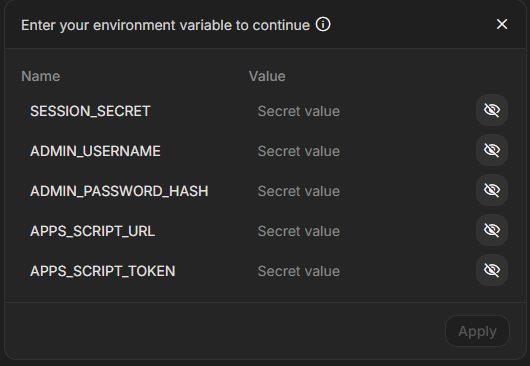 Enter your environment variable to continue
Name Value
SESSION_SECRET Secret value
ADMIN_USERNAME Secret value
ADMIN_PASSWORD_HASH Secret value
APPS_SCRIPT_URL Secret value
APPS_SCRIPT_TOKEN Secret value
Apply